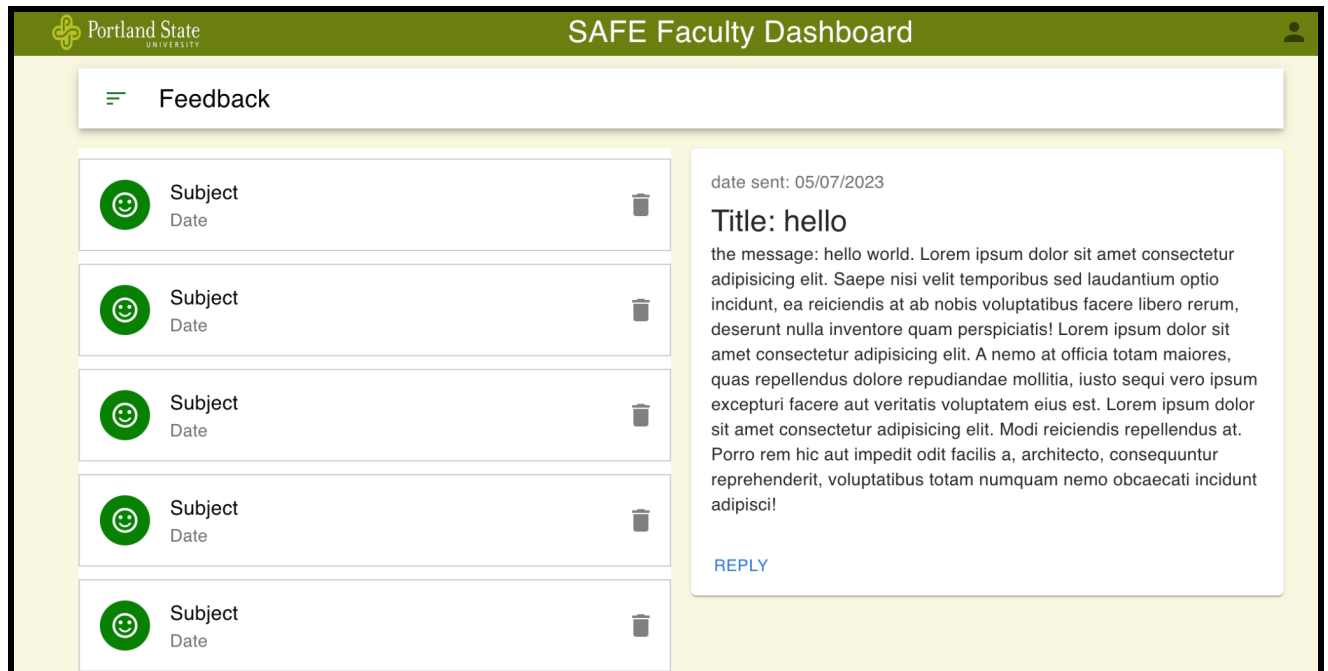 Portland State
UNIVERSITY
SAFE Faculty Dashboard
Feedback
Subject
Date
Subject
Date
Subject
Date
Subject
Date
Subject
Date
date sent: 05/07/2023
Title: hello
the message: hello world. Lorem ipsum dolor sit amet consectetur
adipisicing elit. Saepe nisi velit temporibus sed laudantium optio
incidunt, ea reiciendis at ab nobis voluptatibus facere libero rerum,
deserunt nulla inventore quam perspiciatis! Lorem ipsum dolor sit
amet consectetur adipisicing elit. A nemo at officia totam maiores,
quas repellendus dolore repudiandae mollitia, iusto sequi vero ipsum
excepturi facere aut veritatis voluptatem eius est. Lorem ipsum dolor
sit amet consectetur adipisicing elit. Modi reiciendis repellendus at.
Porro rem hic aut impedit odit facilis a, architecto, consequuntur
reprehenderit, voluptatibus totam numquam nemo obcaecati incidunt
adipisci!
REPLY